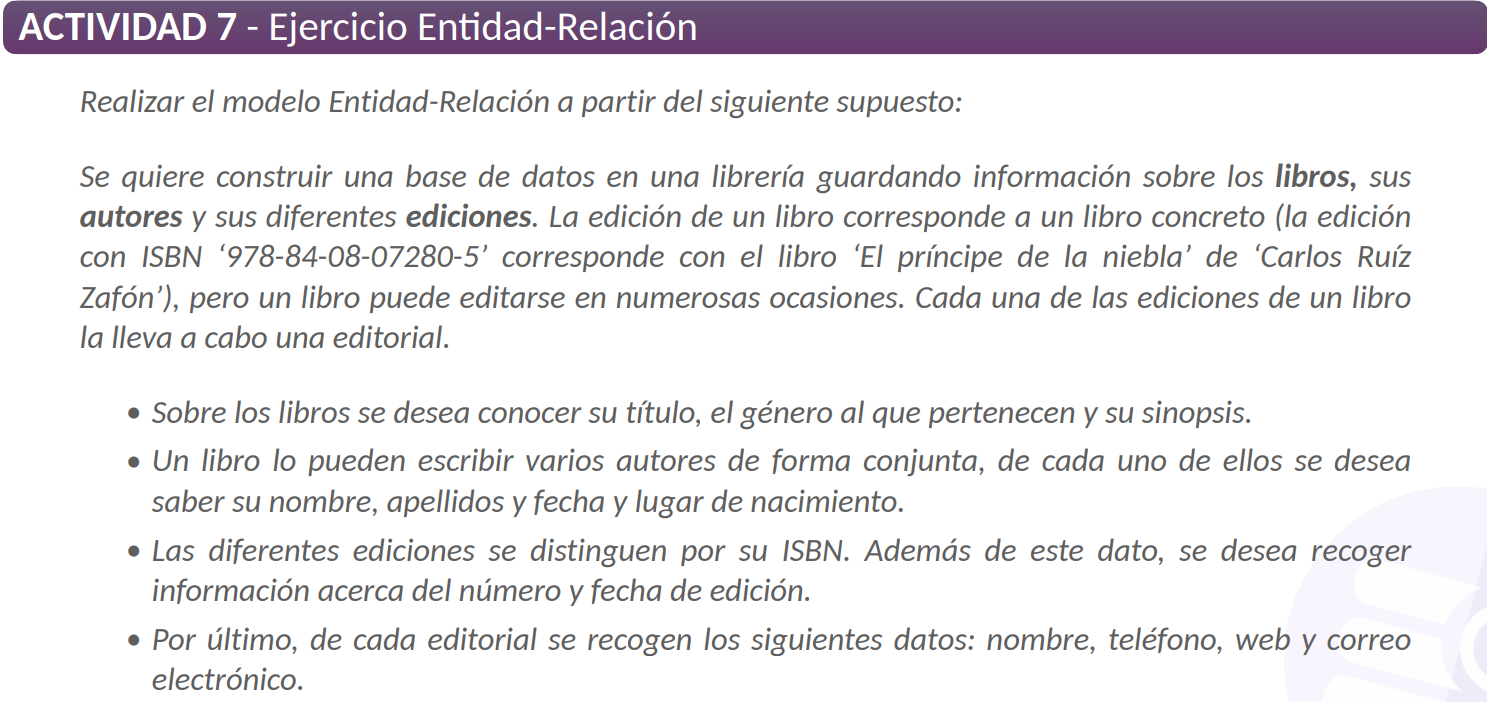 ACTIVIDAD 7 - Ejercicio Entidad-Relación
Realizar el modelo Entidad-Relación a partir del siguiente supuesto:
Se quiere construir una base de datos en una librería guardando información sobre los libros, sus
autores y sus diferentes ediciones. La edición de un libro corresponde a un libro concreto (la edición
con ISBN ‘978-84-08-07280-5’ corresponde con el libro ‘El príncipe de la niebla’ de ‘Carlos Ruíz
Zafón’), pero un libro puede editarse en numerosas ocasiones. Cada una de las ediciones de un libro
la lleva a cabo una editorial.
• Sobre los libros se desea conocer su título, el género al que pertenecen y su sinopsis.
• Un libro lo pueden escribir varios autores de forma conjunta, de cada uno de ellos se desea
saber su nombre, apellidos y fecha y lugar de nacimiento.
• Las diferentes ediciones se distinguen por su ISBN. Además de este dato, se desea recoger
información acerca del número y fecha de edición.
• Por último, de cada editorial se recogen los siguientes datos: nombre, teléfono, web y correo
electrónico.